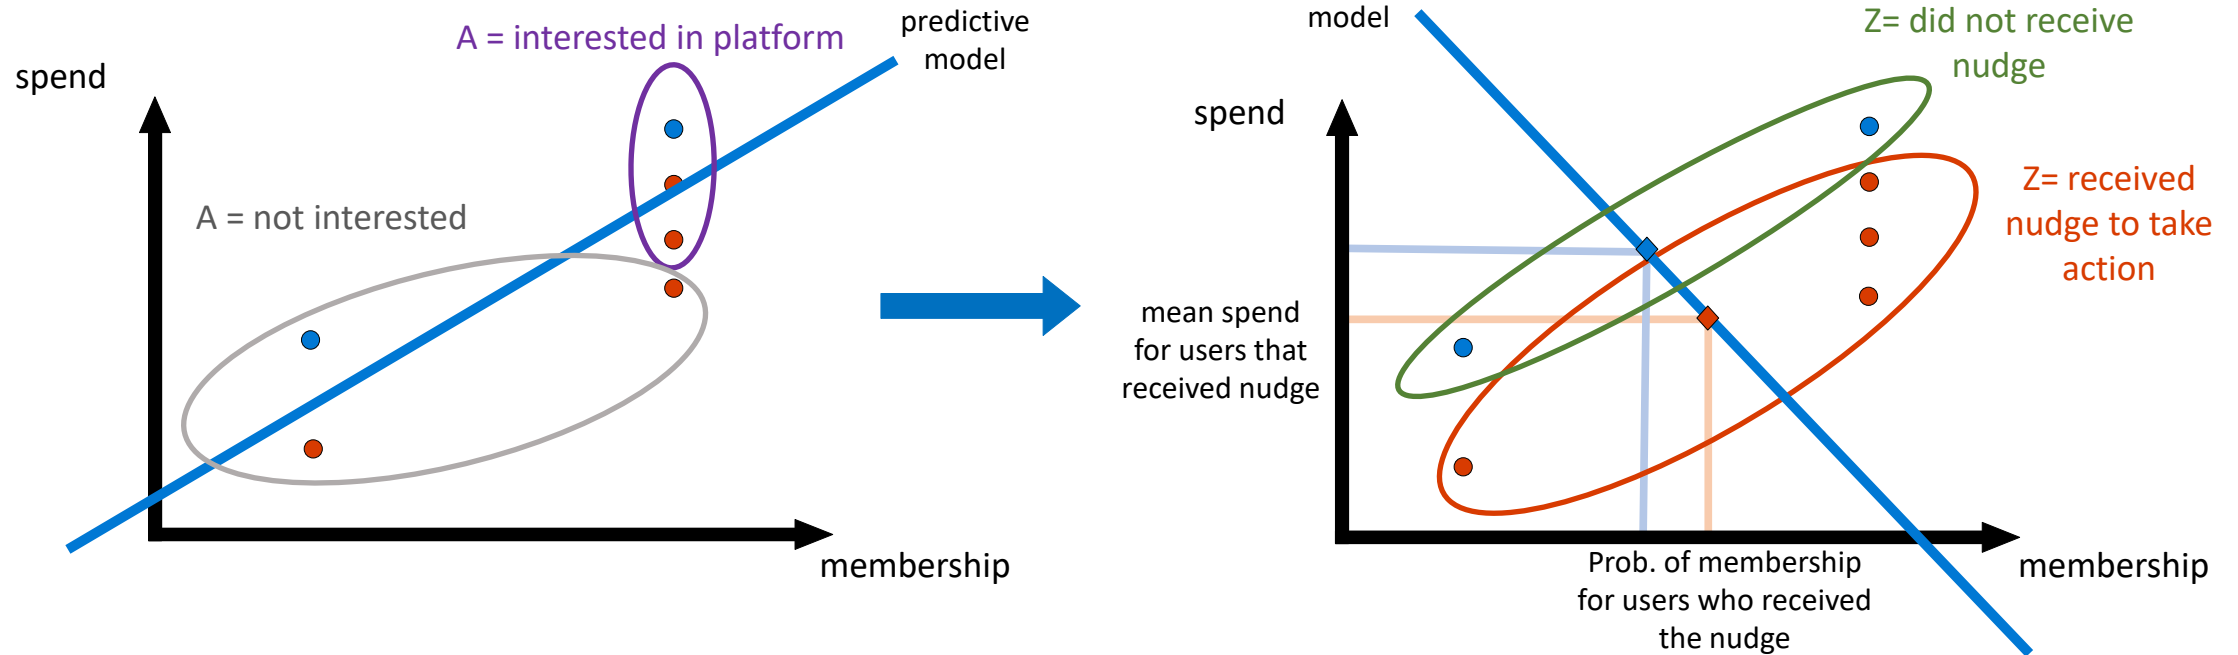 spend
A = interested in platform
predictive
model
A = not interested
membership
model
Z= did not receive
nudge
spend
Z= received
nudge to take
action
mean spend
for users that
received nudge
Prob. of membership
for users who received
the nudge
membership